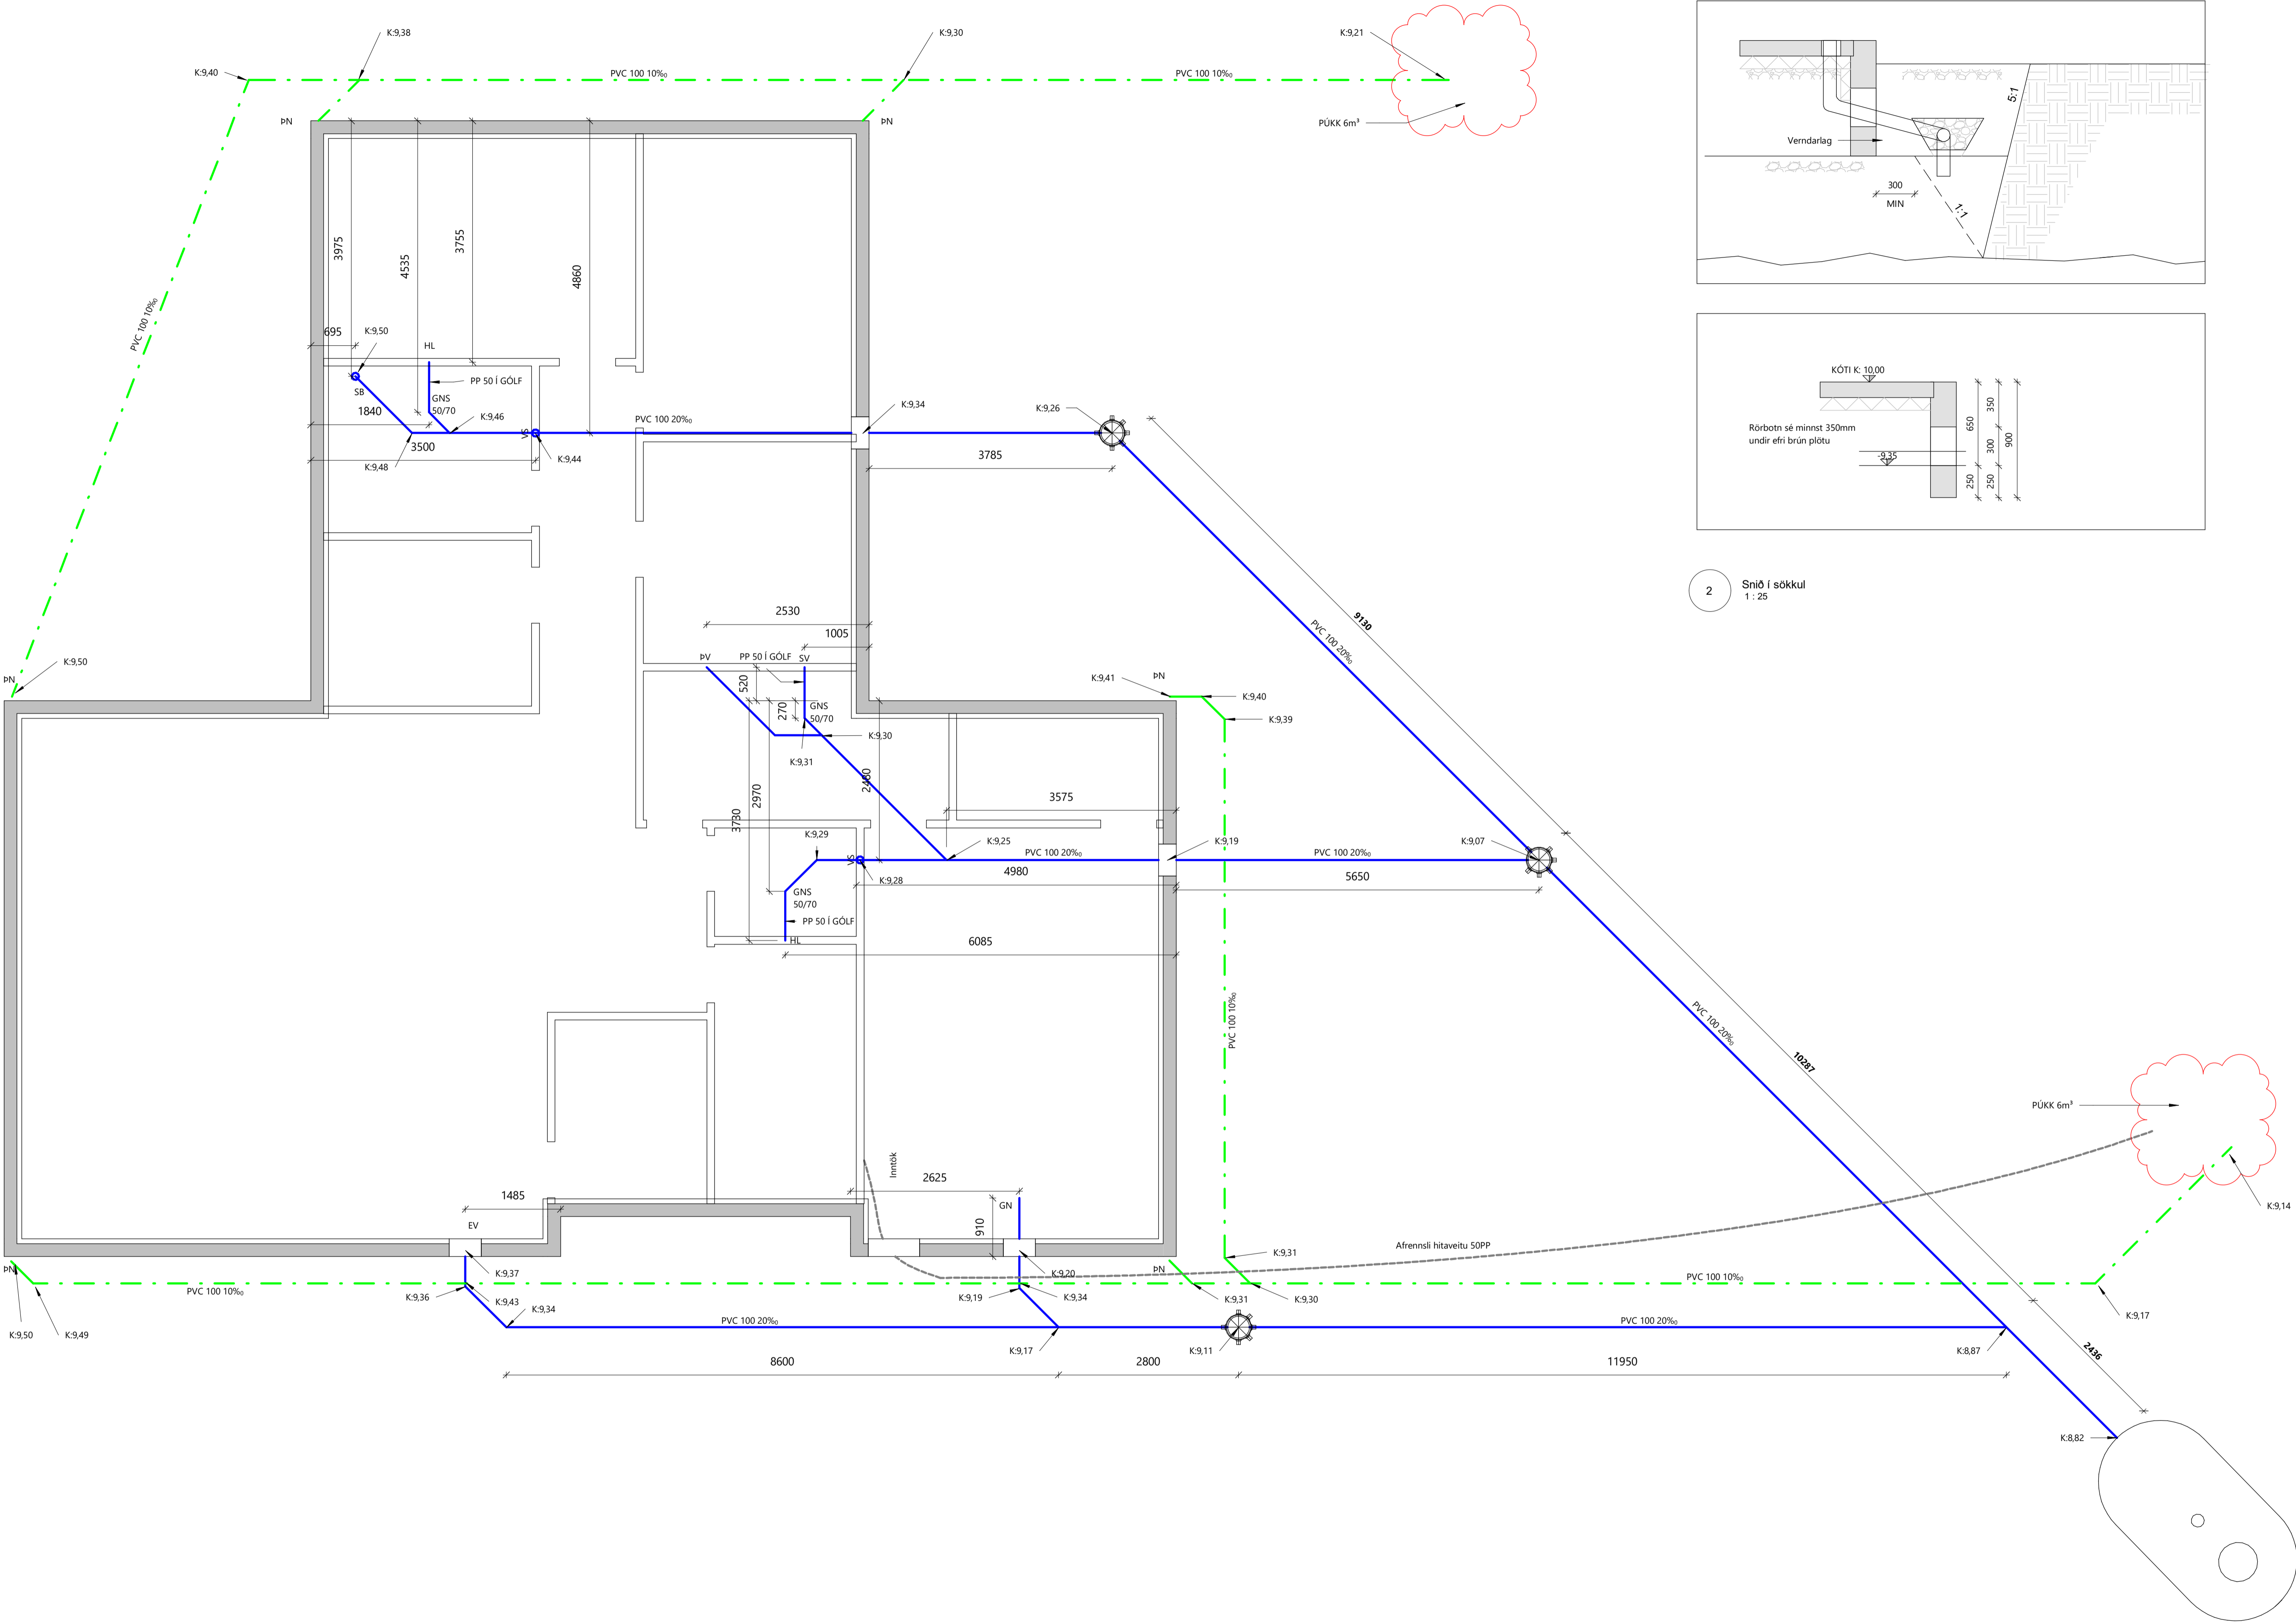 K:9,38
K:9,30
K:9,21
K:9,40
PVC 100 10‰
PVC 100 10‰
ÞN
ÞN
PÚKK 6m³
5:1
Verndarlag
300
MIN
1:1
3975
4535
3755
4860
PVC 100 10‰
695
K:9,50
HL
PP 50 Í GÓLF
SB
GNS
50/70
1840
K:9,46
VS
PVC 100 20‰
3500
K:9,48
K:9,44
K:9,34
K:9,26
3785
KÓTI K: 10,00
Rörbotn sé minnst 350mm
undir efri brún plötu
-9,35
650
250
350
300
250
900
2
Snið í sökkul
1 : 25
9130
PVC 100 20‰
2530
1005
ÞV
PP 50 Í GÓLF
SV
K:9,50
ÞN
520
270
GNS
50/70
K:9,30
K:9,31
K:9,41
ÞN
K:9,40
K:9,39
2480
2970
3730
3575
K:9,29
VS
K:9,25
PVC 100 20‰
K:9,19
PVC 100 20‰
K:9,07
K:9,28
4980
5650
GNS
50/70
PP 50 Í GÓLF
HL
6085
PVC 100 10‰
PVC 100 20‰
10287
PÚKK 6m³
Inntök
2625
1485
EV
GN
910
K:9,14
Afrennsli hitaveitu 50PP
K:9,31
ÞN
K:9,37
K:9,20
ÞN
PVC 100 10‰
PVC 100 10‰
K:9,36
K:9,43
K:9,34
K:9,19
K:9,34
K:9,31
K:9,30
K:9,17
K:9,50
K:9,49
PVC 100 20‰
PVC 100 20‰
K:9,17
K:9,11
K:8,87
2436
8600
2800
11950
K:8,82